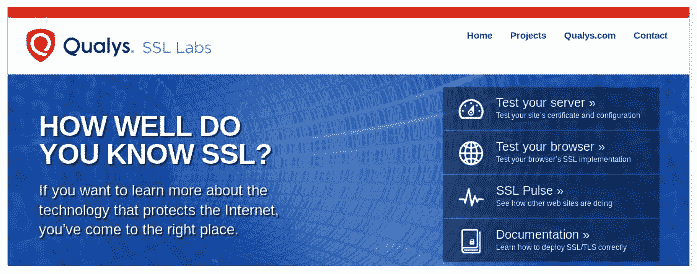 Qualys. SSL Labs
Home Projects Qualys.com Contact
HOW WELL DO
YOU KNOW SSL?
If you want to learn more about the
technology that protects the Internet,
you've come to the right place.
Test your server »
Test your site's certificate and configuration
Test your browser »
Test your browser's SSL implementation
SSL Pulse »
See how other web sites are doing
Documentation »
Learn how to deploy SSL/TLS correctly